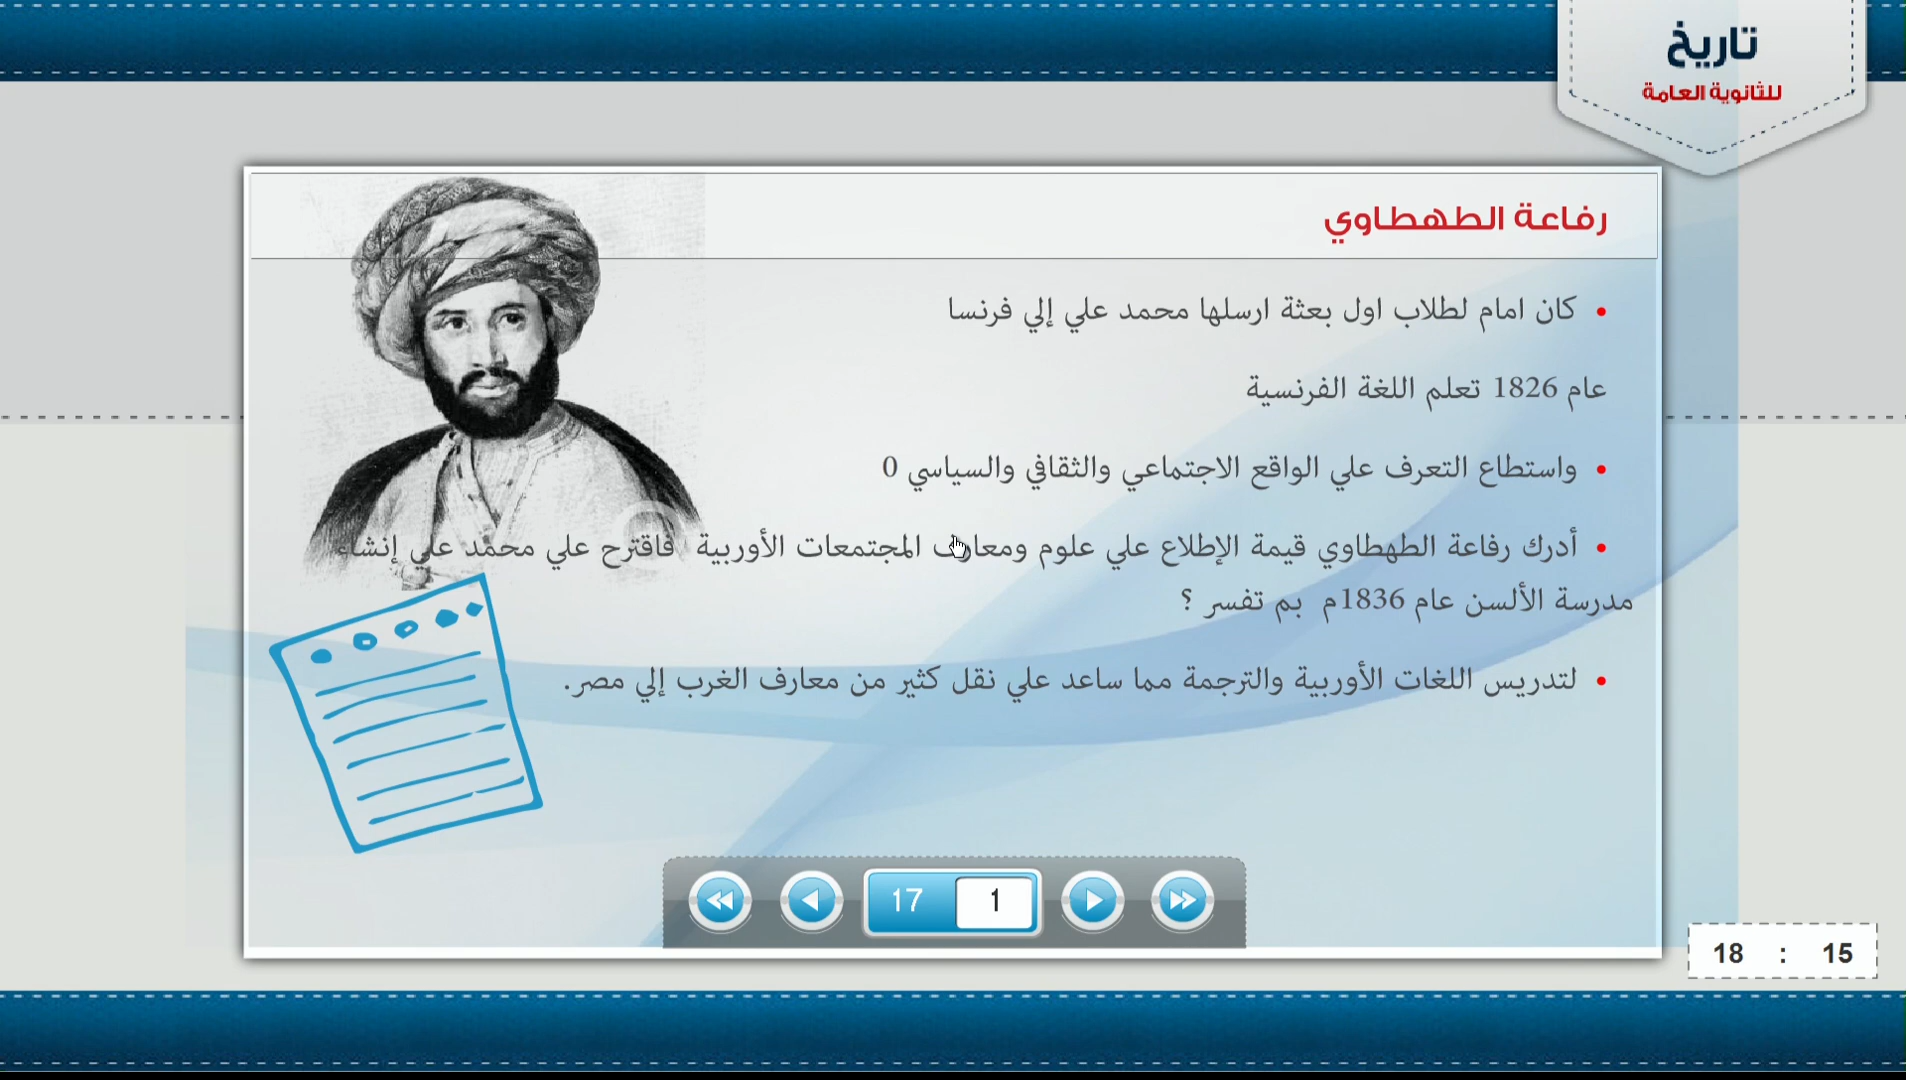 تاريخ
للثانوية العامة
رفاعة الطهطاوي
كان امام لطلاب اول بعثة ارسلها محمد علي إلي فرنسا
عام 1826 تعلم اللغة الفرنسية
واستطاع التعرف علي الواقع الاجتماعي والثقافي والسياسي 0
أدرك رفاعة الطهطاوي قيمة الإطلاع علي علوم ومعارف المجتمعات الأوربية فاقترح علي محمد علي إنشاء
مدرسة الألسن عام 1836م بم تفسر ؟
لتدريس اللغات الأوربية والترجمة مما ساعد علي نقل كثير من معارف الغرب إلي مصر.
17 1
18 : 15